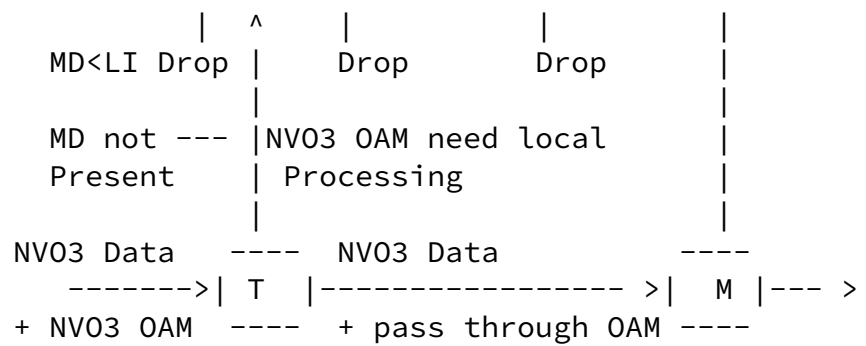 |   ^      |              |             |
   MD<LI Drop |      Drop           Drop          |
                |                                 |
   MD not --- |NVO3 OAM need local                |
   Present     | Processing                       |
                |                                 |
NVO3 Data    ----  NVO3 Data                    ----
    ------->| T  |----------------- >|   M |--- >
+ NVO3 OAM  ----   + pass through OAM ----